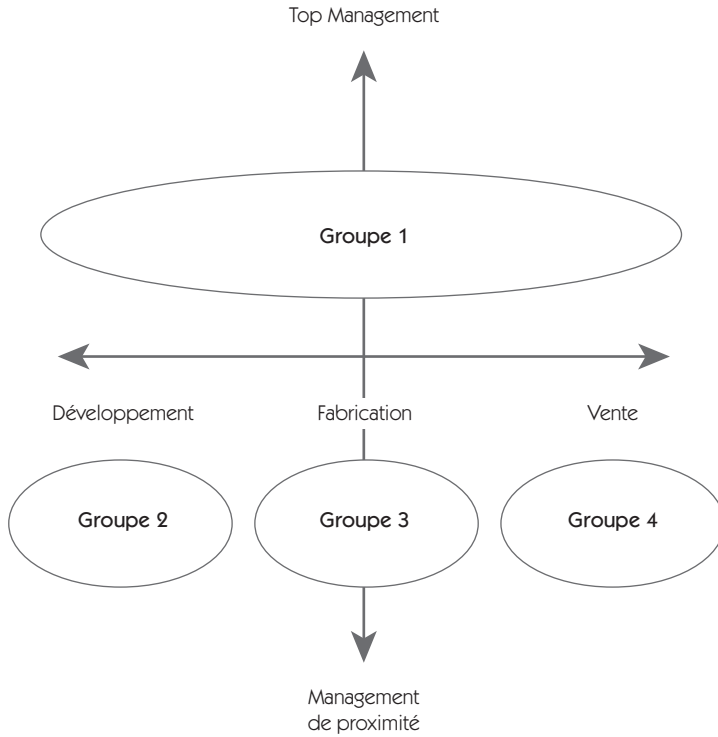 Top Management
Groupe 1
Développement Fabrication Vente
Groupe 2 Groupe 3 Groupe 4
Management
de proximité